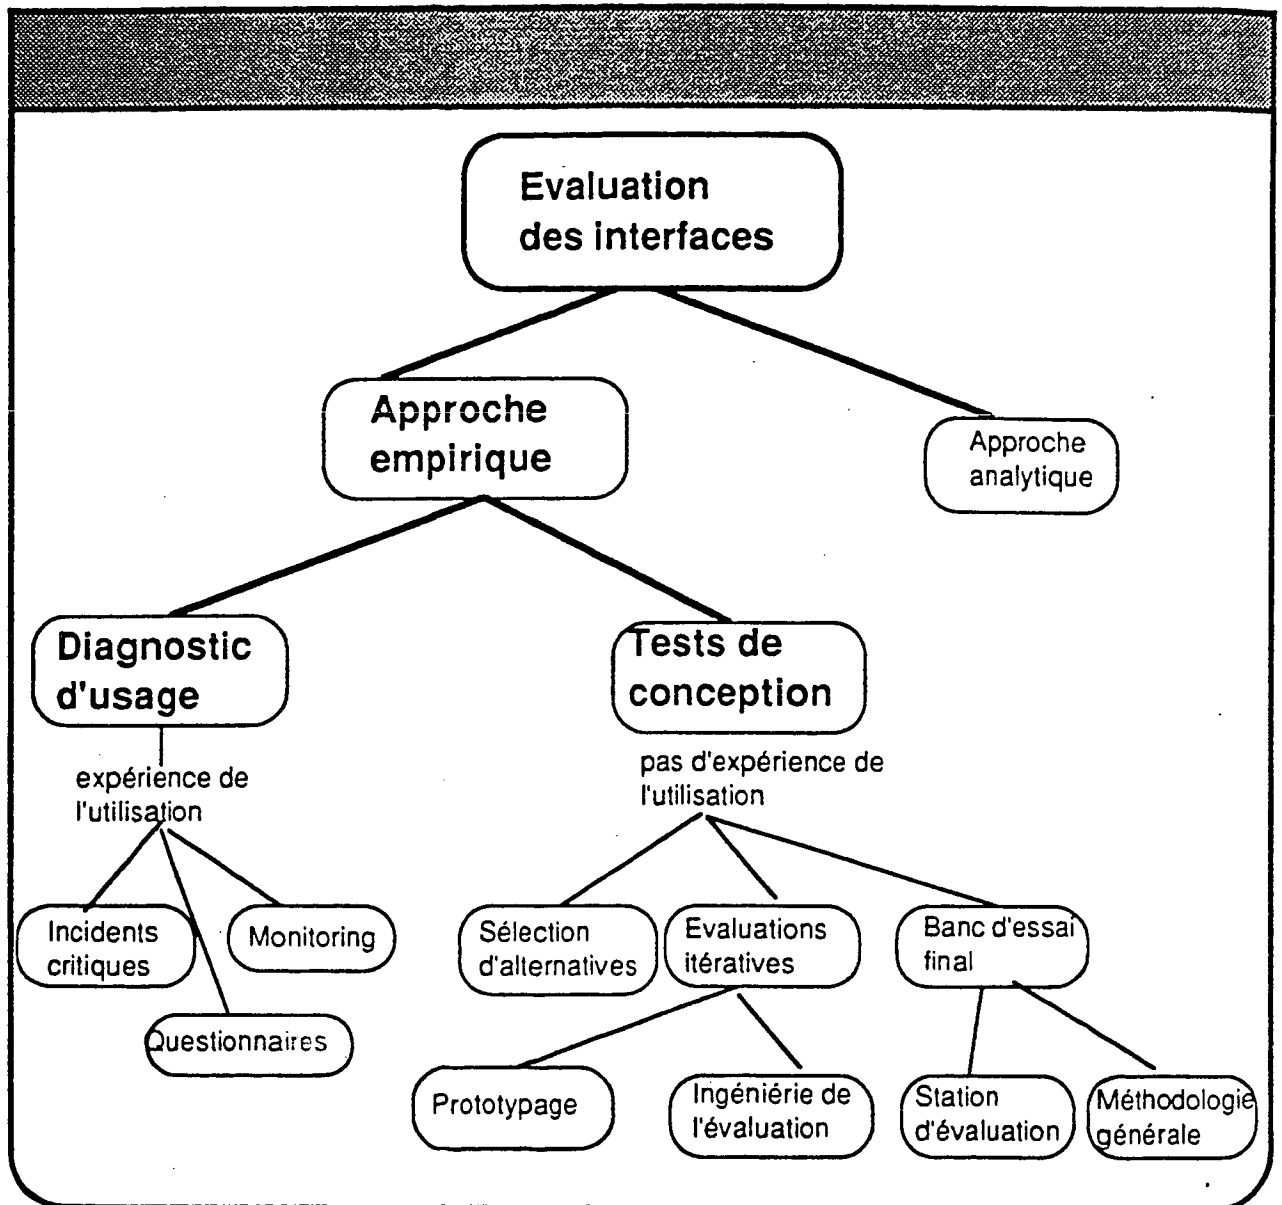 Evaluation
des interfaces
Approche
empirique
Approche
analytique
Diagnostic
d'usage
Tests de
conception
expérience de
l'utilisation
pas d'expérience de
l'utilisation
Incidents
critiques
Monitoring
Questionnaires
Sélection
d'alternatives
Evaluations
itératives
Banc d'essai
final
Prototypage
Ingéniérie de
l'évaluation
Station
d'évaluation
Méthodologie
générale